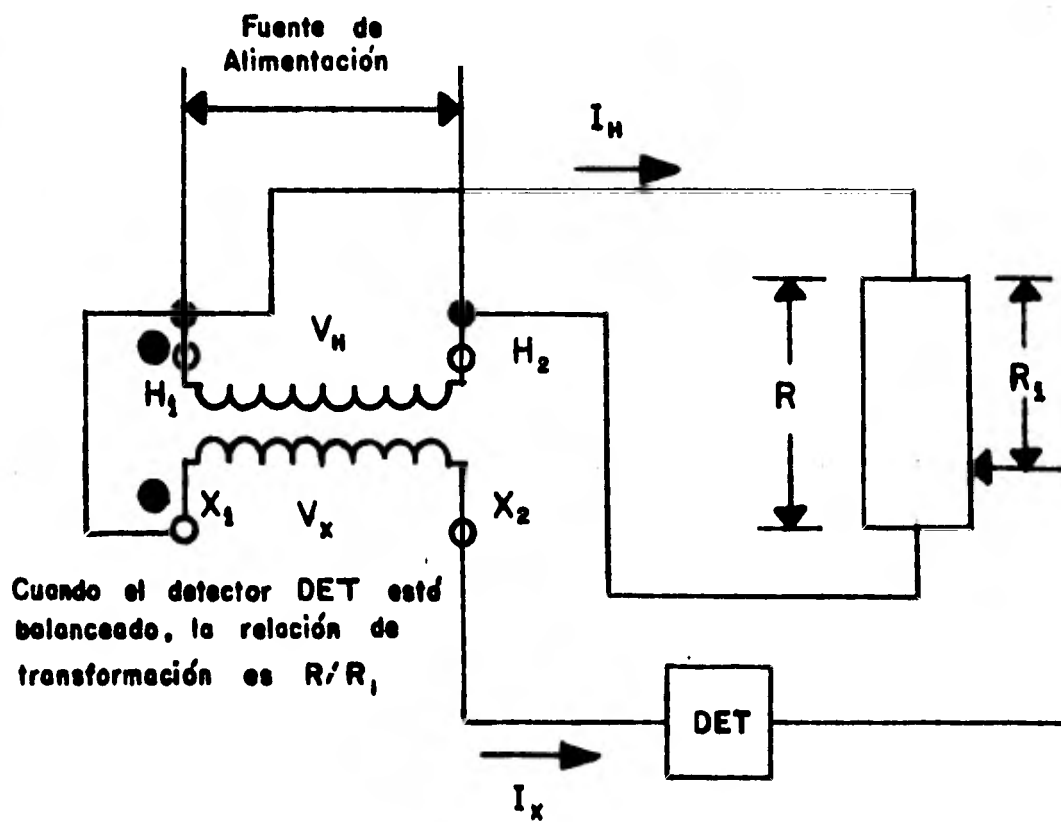 Fuente de
Alimentación
I_H
V_H
H_1
H_2
R
R_1
X_1
V_X
X_2
Cuando el detector DET está
balanceado, la relación de
transformación es R/R_1
DET
I_X